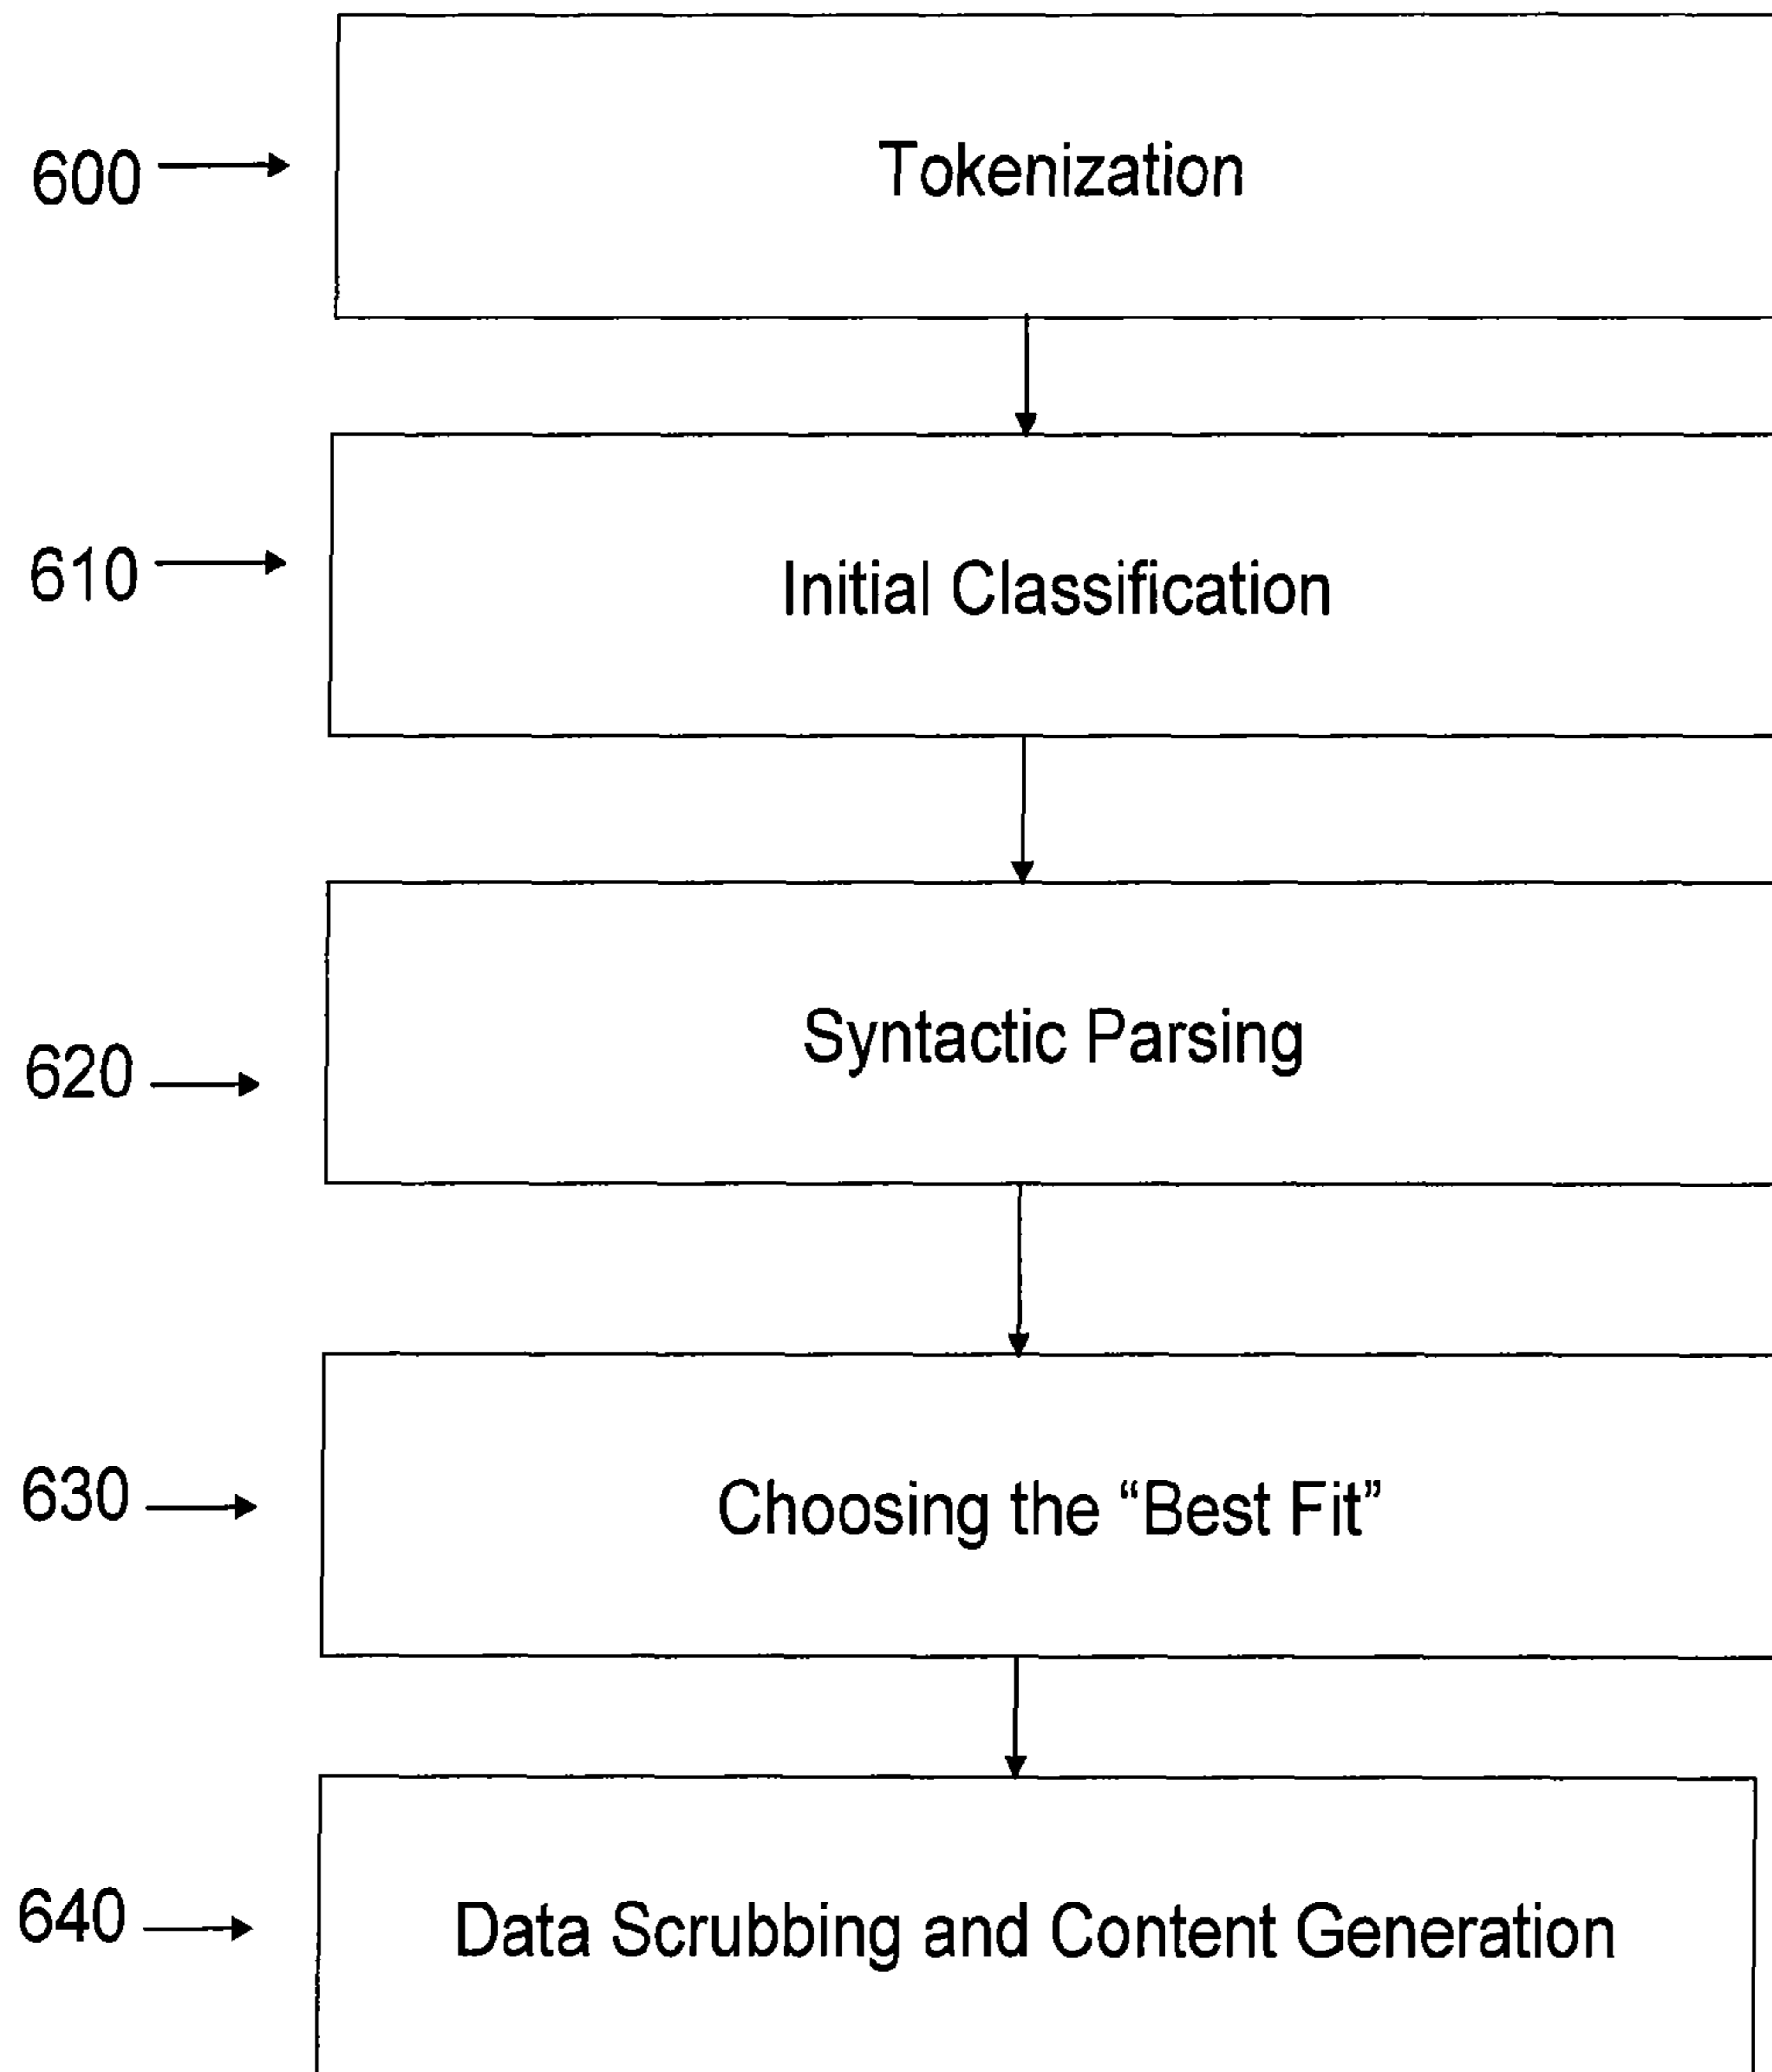 600
Tokenization
610
Initial Classification
620
Syntactic Parsing
630
Choosing the “Best Fit”
640
Data Scrubbing and Content Generation